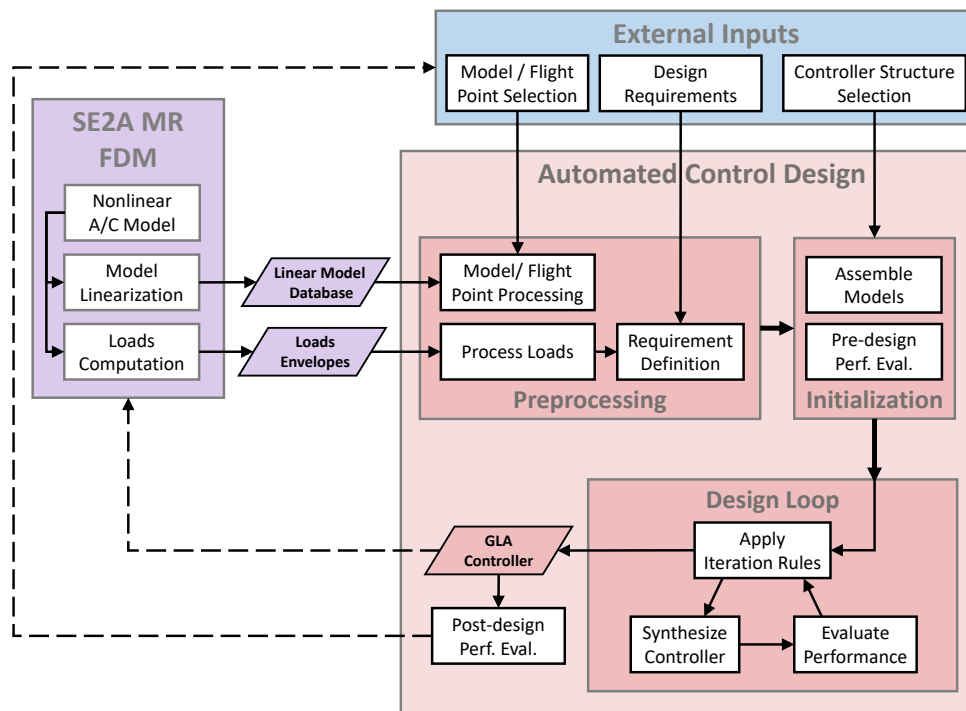 External Inputs
Model / Flight
Point Selection
Design
Requirements
Controller Structure
Selection
SE2A MR
FDM
Nonlinear
A/C Model
Model
Linearization
Loads
Computation
Linear Model
Database
Loads
Envelopes
Automated Control Design
Model/ Flight
Point Processing
Process Loads
Requirement
Definition
Preprocessing
Assemble
Models
Pre-design
Perf. Eval.
Initialization
Design Loop
Apply
Iteration Rules
Synthesize
Controller
Evaluate
Performance
GLA
Controller
Post-design
Perf. Eval.